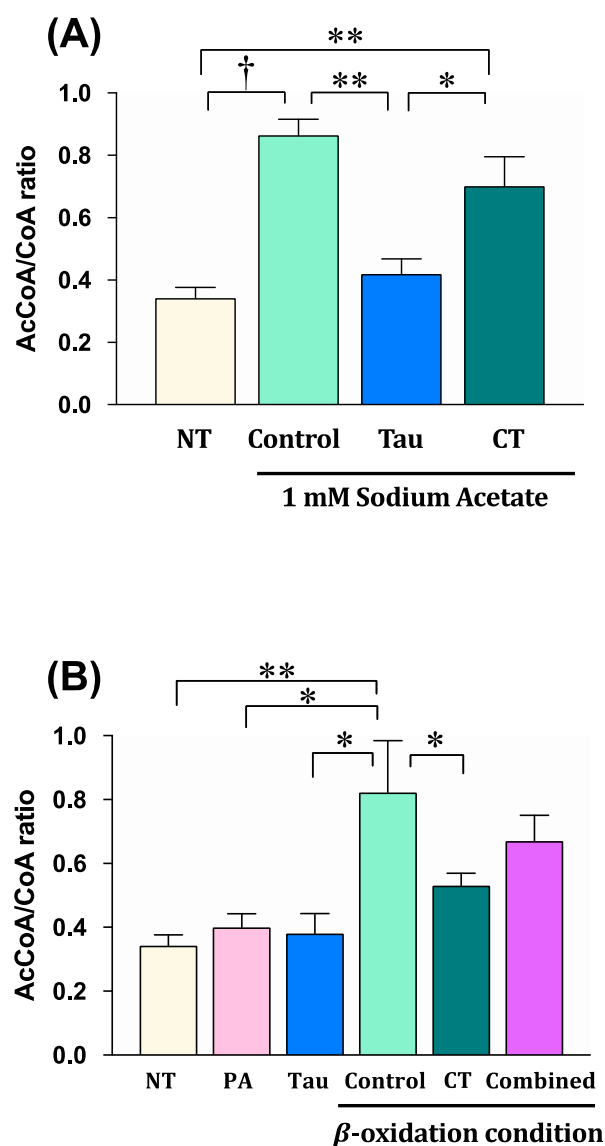 (A)
**
†
**
*
1.0
0.8
0.6
0.4
0.2
0.0
AcCoA/CoA ratio
NT Control Tau CT
1 mM Sodium Acetate
(B)
**
*
*
*
1.0
0.8
0.6
0.4
0.2
0.0
AcCoA/CoA ratio
NT PA Tau Control CT Combined
β-oxidation condition